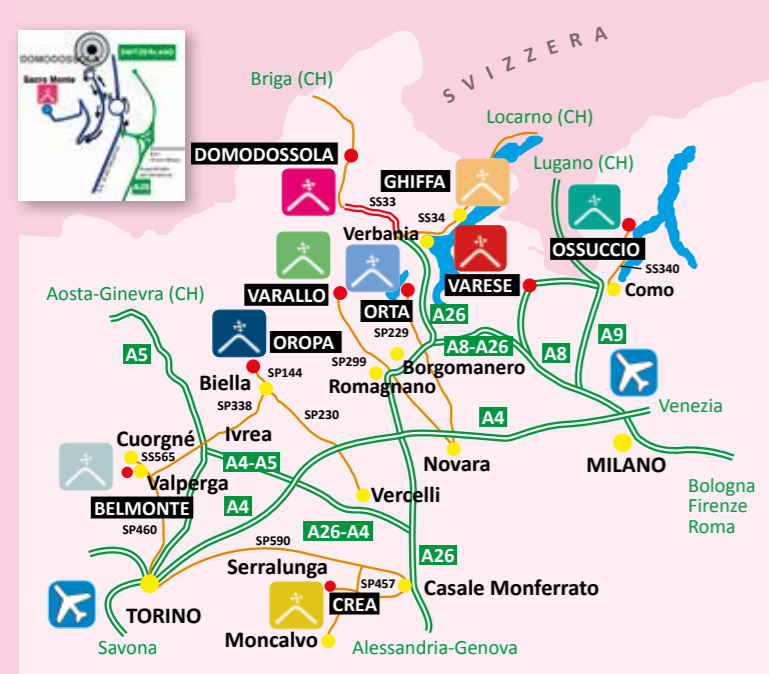 SWITZERLAND
DOMODOSSOLA
Sacro Monte
A26
SVIZZERA
Briga (CH)
Locarno (CH)
Lugano (CH)
DOMODOSSOLA
GHIFFA
SS33
SS34
Verbania
OSSUCCIO
SS340
Como
VARALLO
ORTA
VARESE
Aosta-Ginevra (CH)
A26
A9
A5
OROPA
SP229
A8-A26
A8
SP299
Borgomanero
SP144
Biella
Romagnano
SP338
SP230
A4
Venezia
Cuorgné
Ivrea
SS565
A4-A5
Novara
MILANO
Valperga
Bologna
Firenze
Roma
BELMONTE
A4
Vercelli
SP460
A26-A4
SP590
A26
Serralunga
SP457
Casale Monferrato
CREA
TORINO
Moncalvo
Savona
Alessandria-Genova